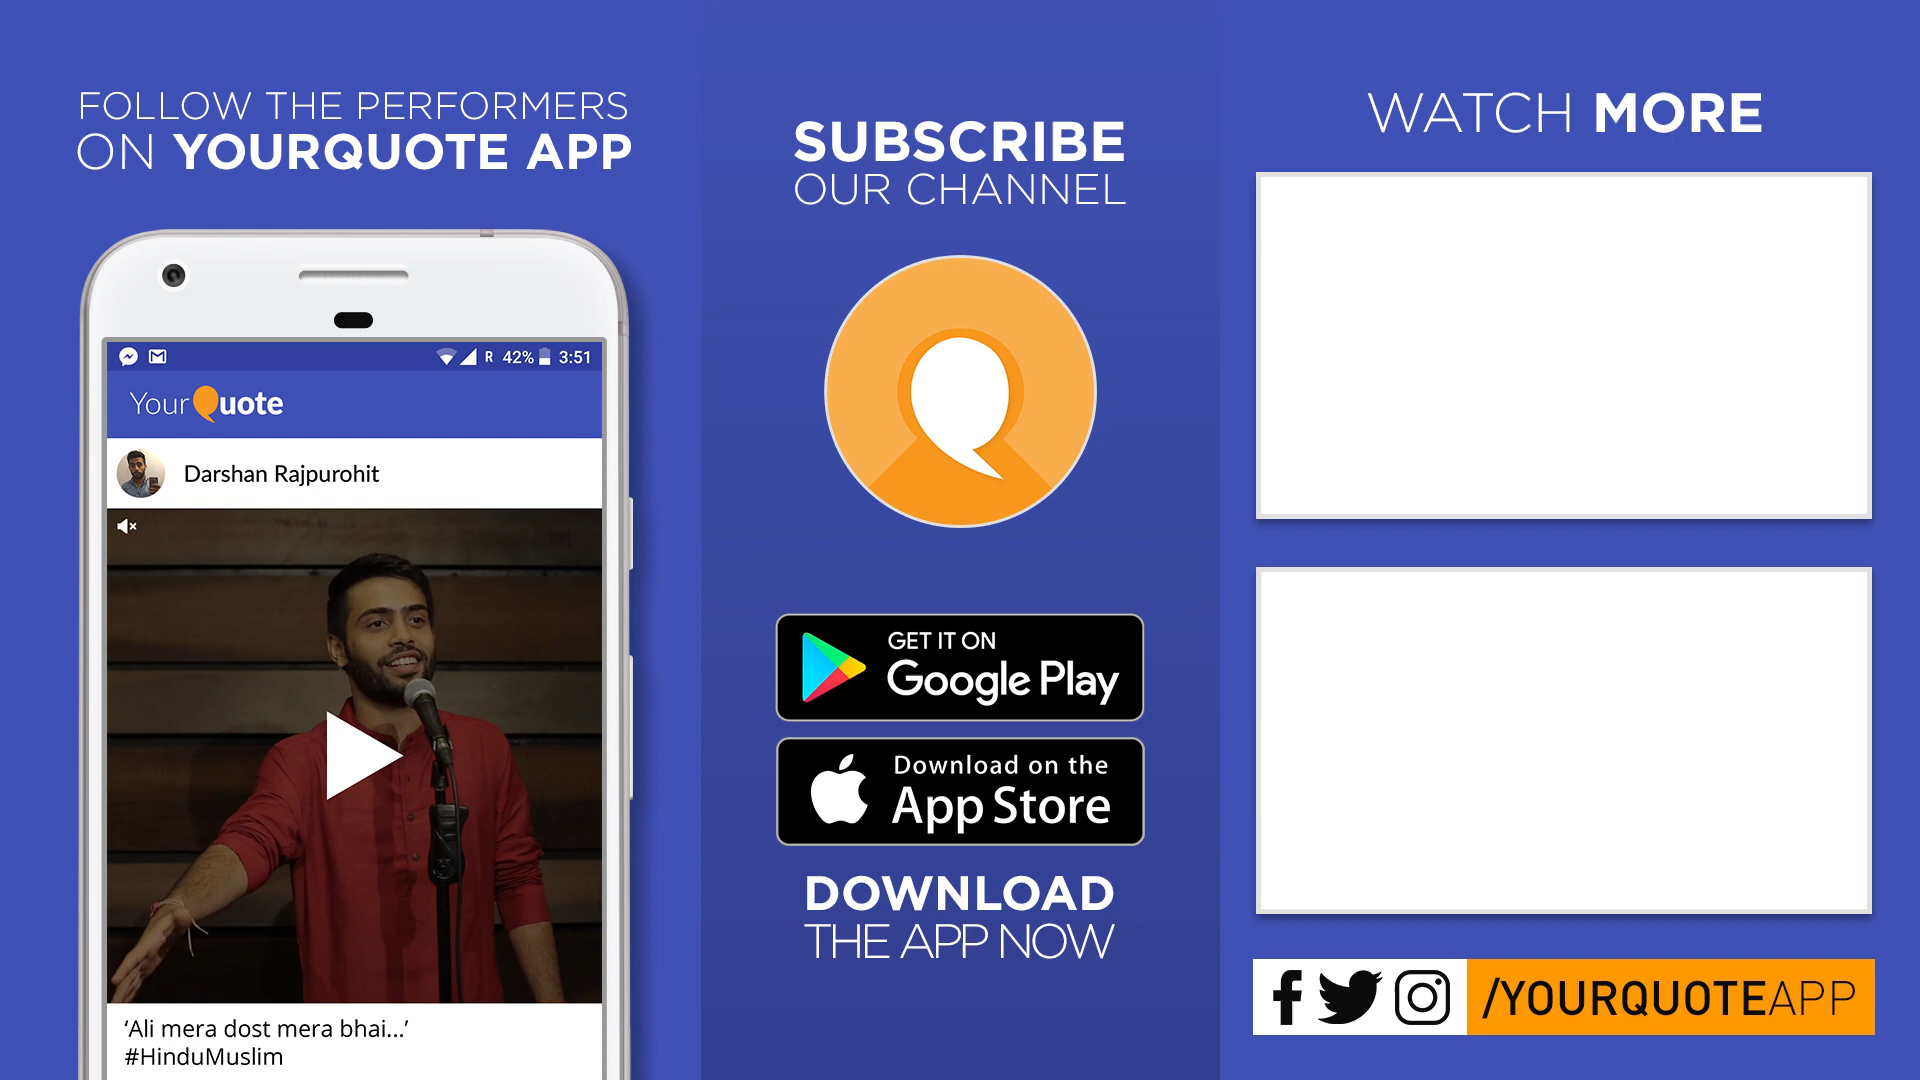 FOLLOW THE PERFORMERS
ON YOURQUOTE APP
R 42% 3:51
YourQuote
Darshan Rajpurohit
‘Ali mera dost mera bhai...’
#HinduMuslim
SUBSCRIBE
OUR CHANNEL
GET IT ON
Google Play
Download on the
App Store
DOWNLOAD
THE APP NOW
WATCH MORE
/YOURQUOTEAPP